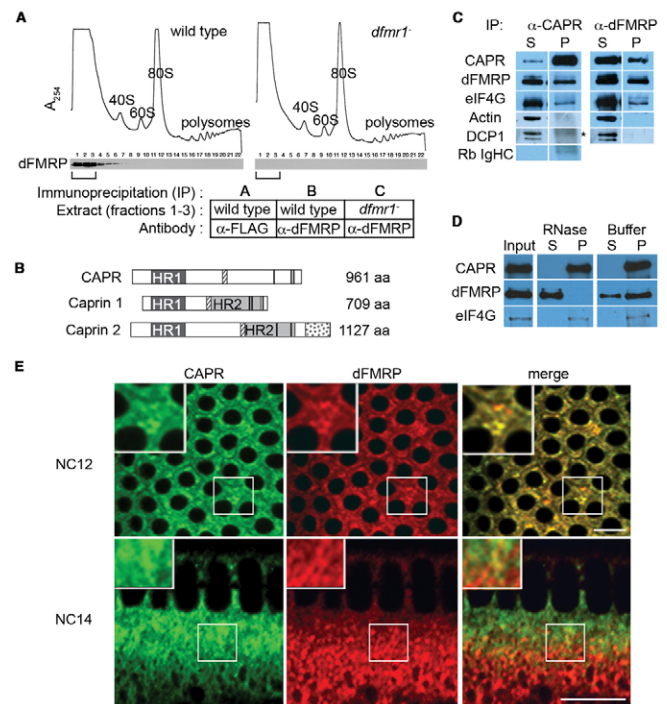 A
wild type
dfmr1-
A254
40S
60S
80S
polysomes
40S
60S
80S
polysomes
1 2 3 4 5 6 7 8 9 10 11 12 13 14 15 16 17 18 19 20 21 22
1 2 3 4 5 6 7 8 9 10 11 12 13 14 15 16 17 18 19 20 21 22
dFMRP
Immunoprecipitation (IP) : A B C
Extract (fractions 1-3) : wild type wild type dfmr1-
Antibody : α-FLAG α-dFMRP α-dFMRP
B
CAPR HR1 961 aa
Caprin 1 HR1 HR2 709 aa
Caprin 2 HR1 HR2 1127 aa
C
IP: α-CAPR α-dFMRP
S P S P
CAPR
dFMRP
eIF4G
Actin
DCP1 *
Rb IgHC
D
RNase Buffer
Input S P S P
CAPR
dFMRP
eIF4G
E
CAPR dFMRP merge
NC12
NC14